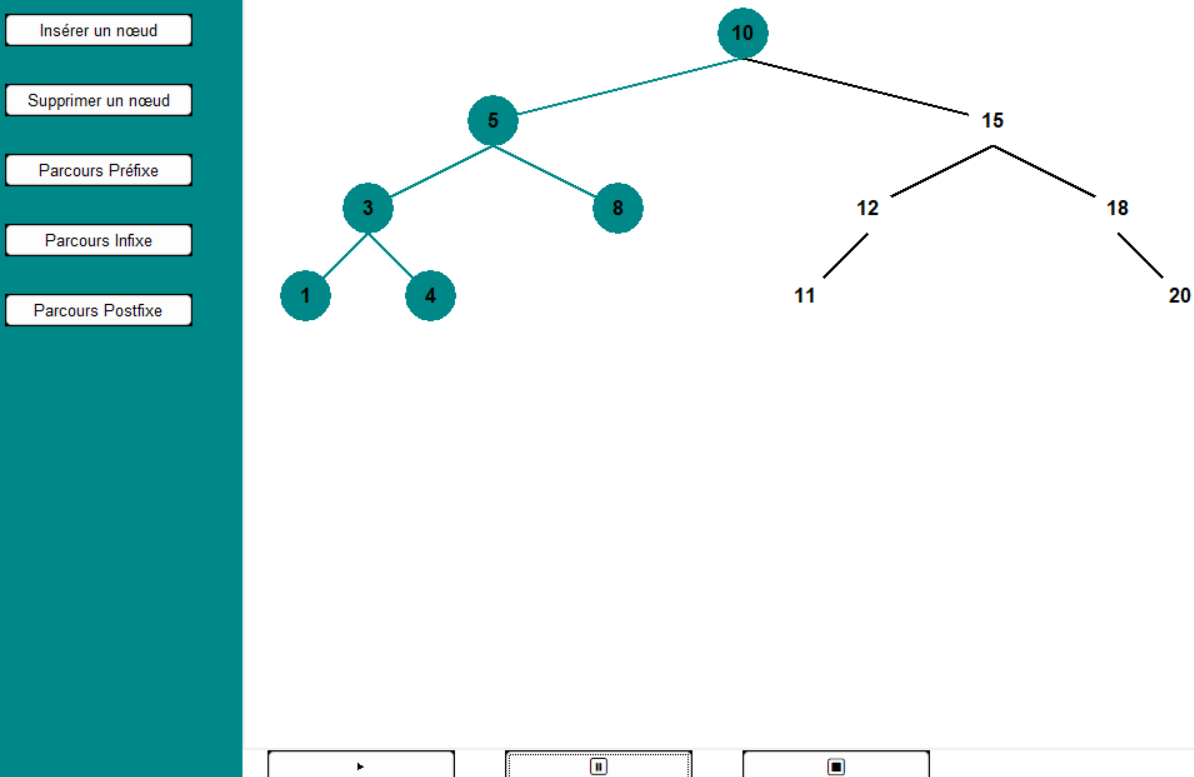 Insérer un nœud
Supprimer un nœud
Parcours Préfixe
Parcours Infixe
Parcours Postfixe
10
5
15
3
8
12
18
1
4
11
20